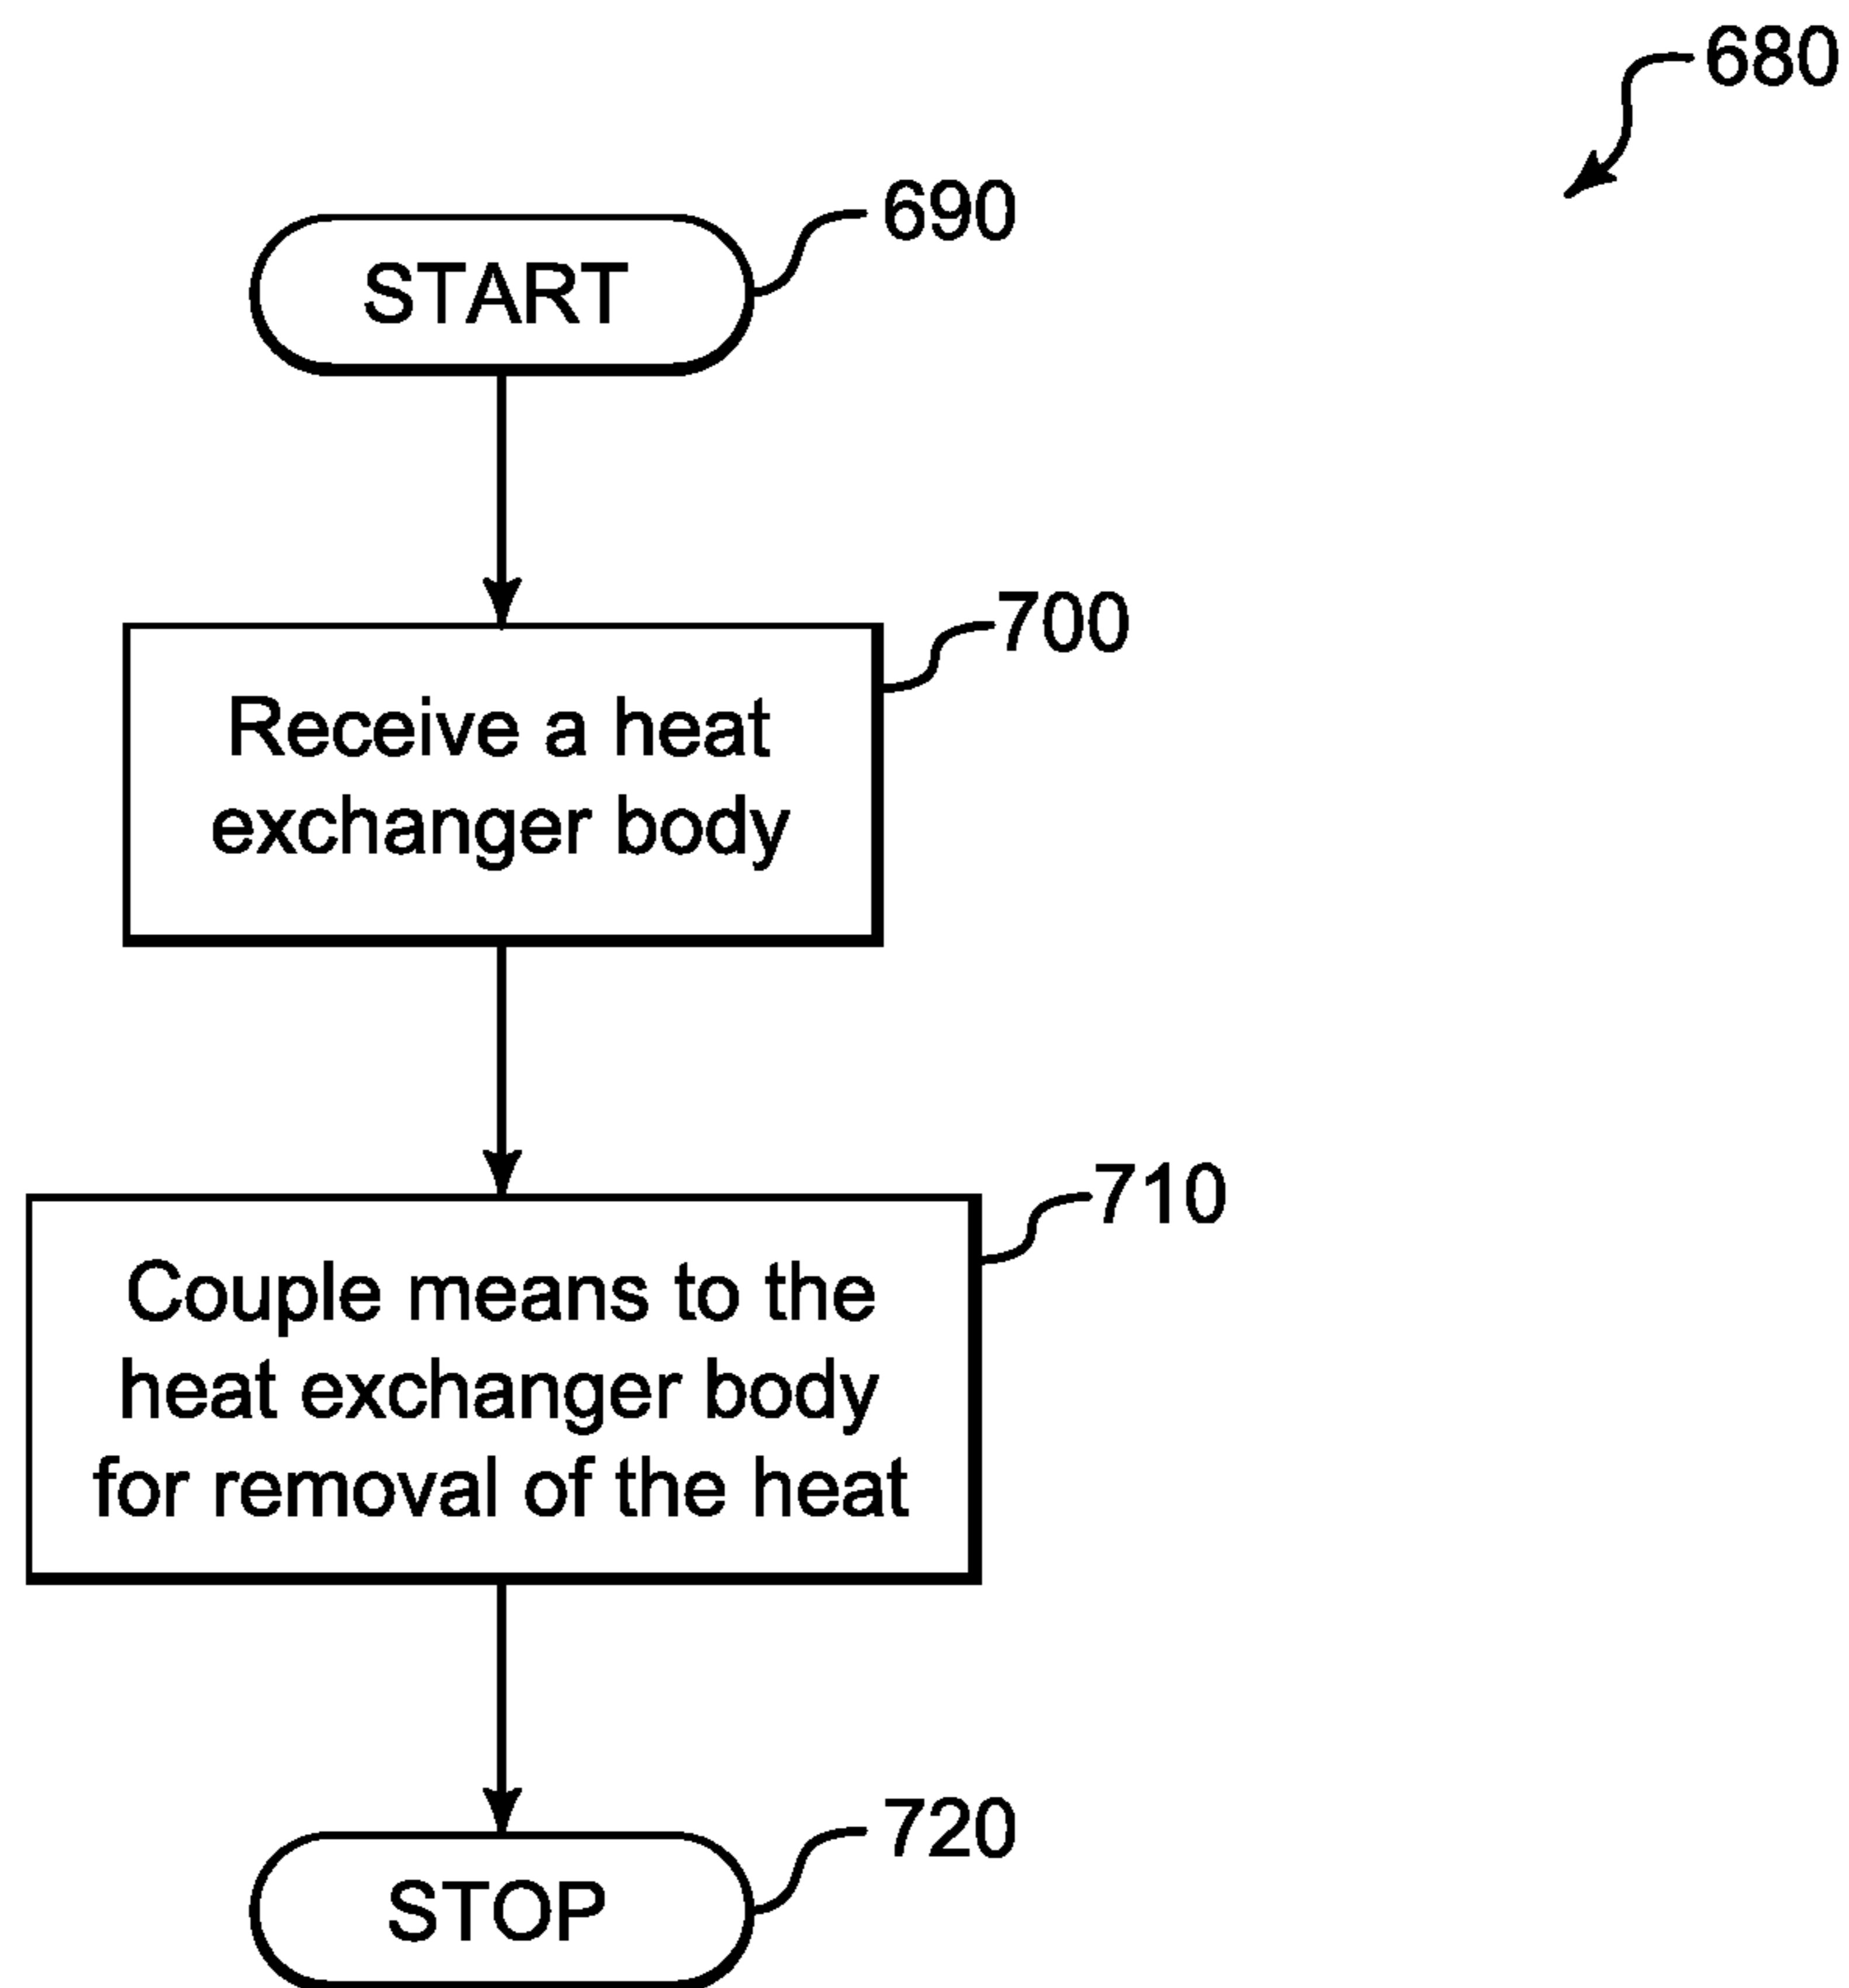 680
690
START
700
Receive a heat
exchanger body
710
Couple means to the
heat exchanger body
for removal of the heat
720
STOP